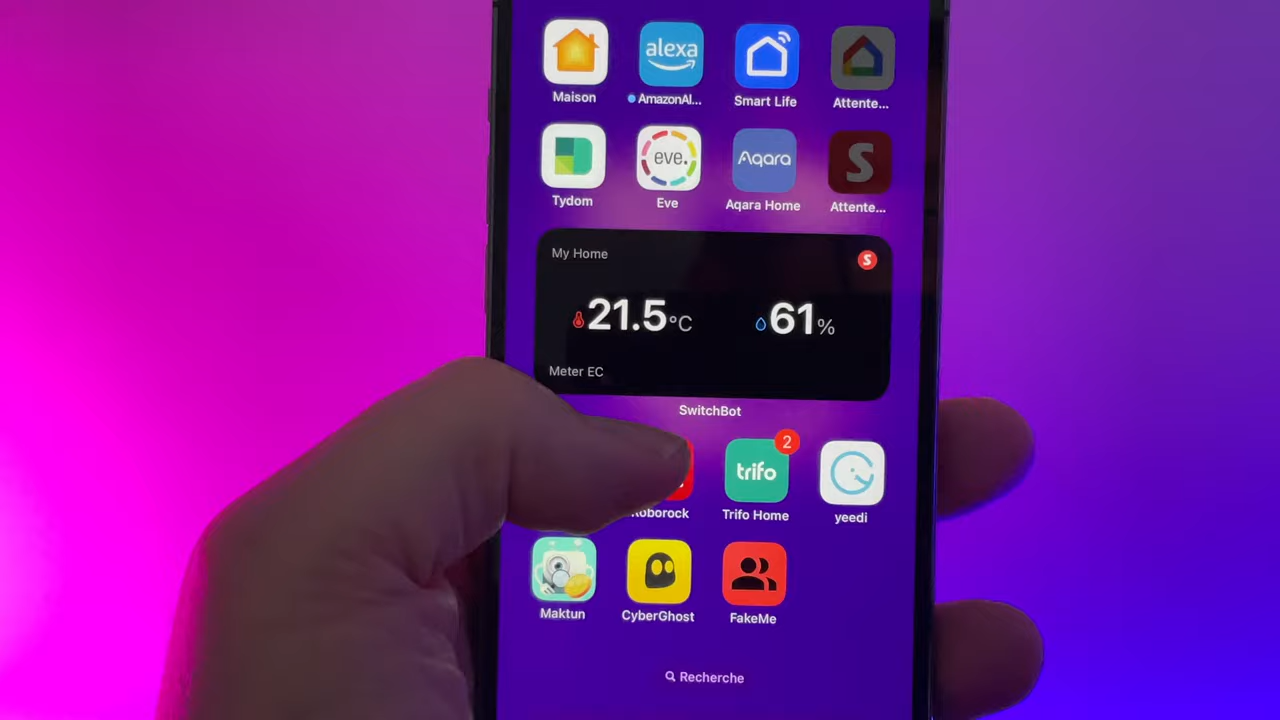 alexa
Maison
AmazonAl...
Smart Life
Attente...
eve.
Aqara
S
Tydom
Eve
Aqara Home
Attente...
My Home
S
21.5°C
61%
Meter EC
SwitchBot
2
trifo
Roborock
Trifo Home
yeedi
Maktun
CyberGhost
FakeMe
Recherche